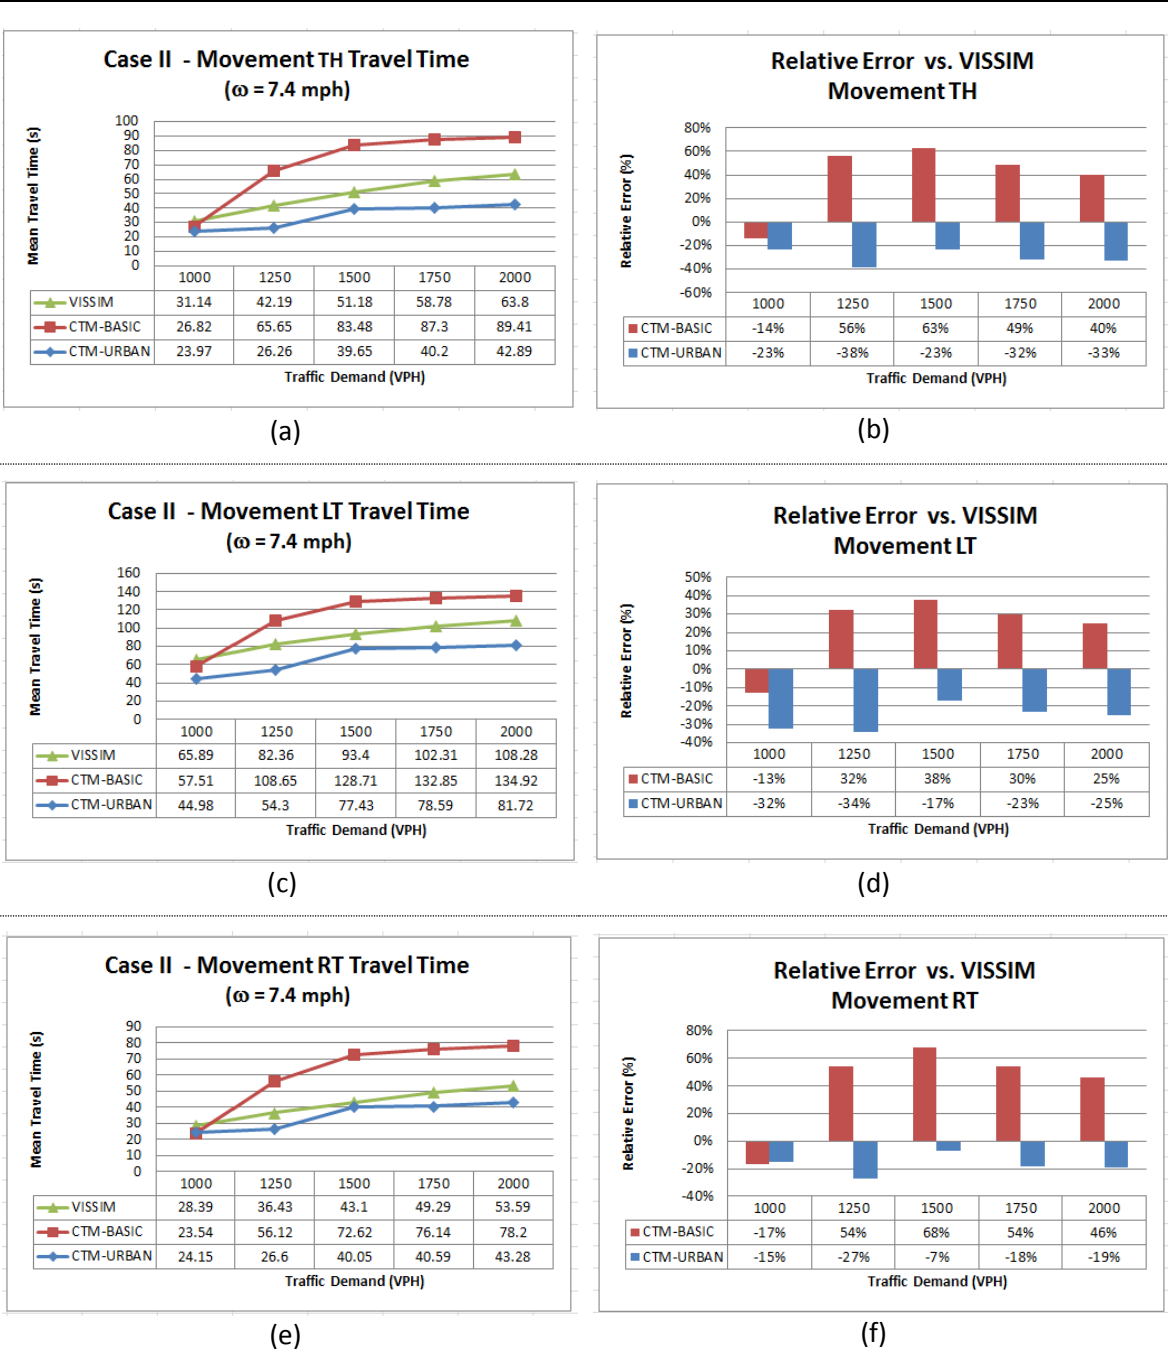 Case II - Movement TH Travel Time
(ω = 7.4 mph)
Mean Travel Time (s)
100
90
80
70
60
50
40
30
20
10
0
1000 1250 1500 1750 2000
VISSIM 31.14 42.19 51.18 58.78 63.8
CTM-BASIC 26.82 65.65 83.48 87.3 89.41
CTM-URBAN 23.97 26.26 39.65 40.2 42.89
Traffic Demand (VPH)
(a)
Relative Error vs. VISSIM
Movement TH
Relative Error (%)
80%
60%
40%
20%
0%
-20%
-40%
-60%
1000 1250 1500 1750 2000
CTM-BASIC -14% 56% 63% 49% 40%
CTM-URBAN -23% -38% -23% -32% -33%
Traffic Demand (VPH)
(b)
Case II - Movement LT Travel Time
(ω = 7.4 mph)
Mean Travel Time (s)
160
140
120
100
80
60
40
20
0
1000 1250 1500 1750 2000
VISSIM 65.89 82.36 93.4 102.31 108.28
CTM-BASIC 57.51 108.65 128.71 132.85 134.92
CTM-URBAN 44.98 54.3 77.43 78.59 81.72
Traffic Demand (VPH)
(c)
Relative Error vs. VISSIM
Movement LT
Relative Error (%)
50%
40%
30%
20%
10%
0%
-10%
-20%
-30%
-40%
1000 1250 1500 1750 2000
CTM-BASIC -13% 32% 38% 30% 25%
CTM-URBAN -32% -34% -17% -23% -25%
Traffic Demand (VPH)
(d)
Case II - Movement RT Travel Time
(ω = 7.4 mph)
Mean Travel Time (s)
90
80
70
60
50
40
30
20
10
0
1000 1250 1500 1750 2000
VISSIM 28.39 36.43 43.1 49.29 53.59
CTM-BASIC 23.54 56.12 72.62 76.14 78.2
CTM-URBAN 24.15 26.6 40.05 40.59 43.28
Traffic Demand (VPH)
(e)
Relative Error vs. VISSIM
Movement RT
Relative Error (%)
80%
60%
40%
20%
0%
-20%
-40%
1000 1250 1500 1750 2000
CTM-BASIC -17% 54% 68% 54% 46%
CTM-URBAN -15% -27% -7% -18% -19%
Traffic Demand (VPH)
(f)